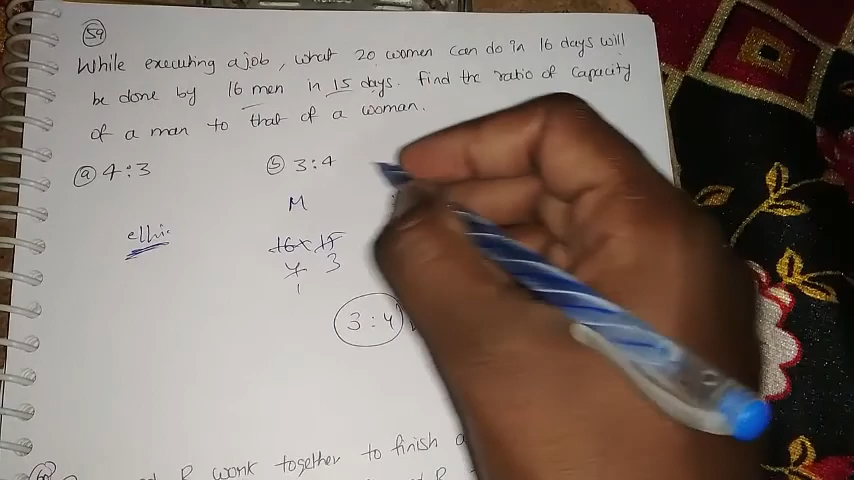 59
While executing a job, what 20 women can do in 16 days will
be done by 16 men in 15 days. Find the ratio of capacity
of a man to that of a woman.
a 4:3 b 3:4
M
16x 15
4 3
1
3:4
R work together to finish